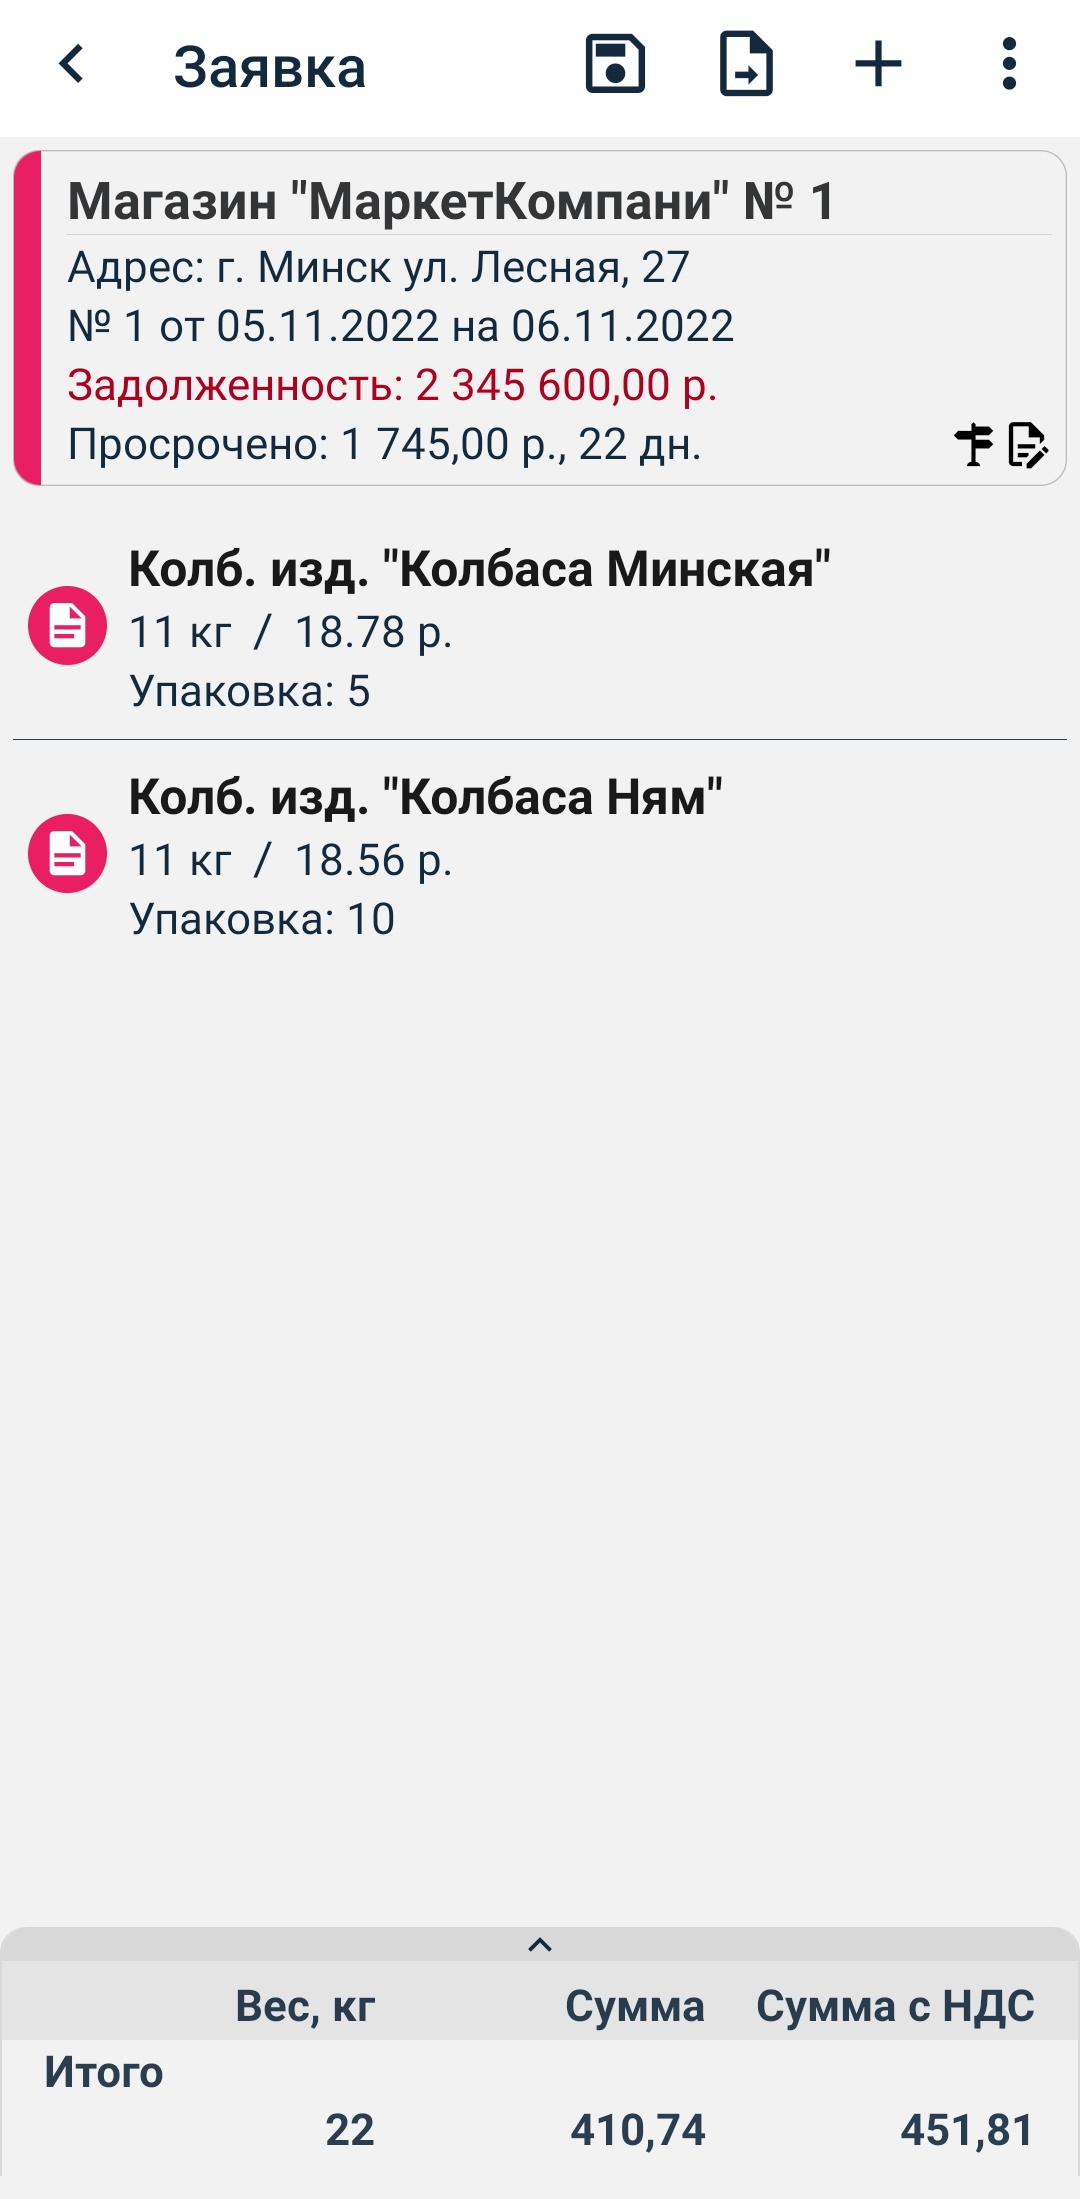 Заявка
Магазин "МаркетКомпани" № 1
Адрес: г. Минск ул. Лесная, 27
№ 1 от 05.11.2022 на 06.11.2022
Задолженность: 2 345 600,00 р.
Просрочено: 1 745,00 р., 22 дн.
Колб. изд. "Колбаса Минская"
11 кг / 18.78 р.
Упаковка: 5
Колб. изд. "Колбаса Ням"
11 кг / 18.56 р.
Упаковка: 10
Вес, кг Сумма Сумма с НДС
Итого
22 410,74 451,81